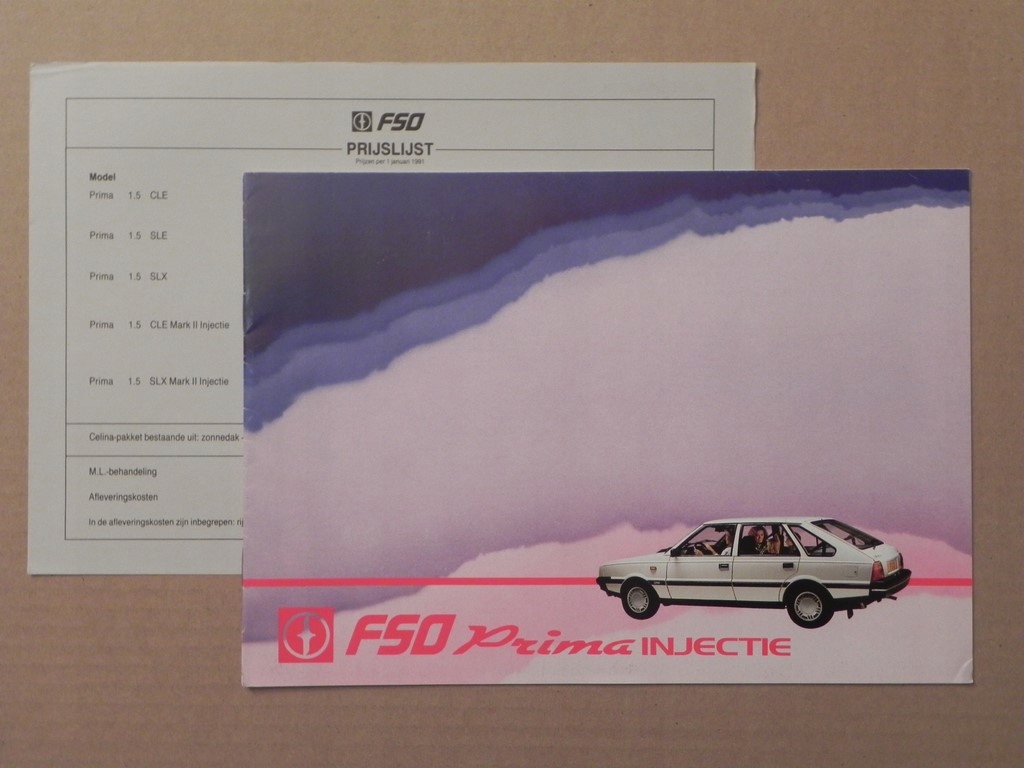 FSO
PRIJSLIJST
Prijzen per 1 januari 1991
Model
Prima 1.5 CLE
Prima 1.5 SLE
Prima 1.5 SLX
Prima 1.5 CLE Mark II Injectie
Prima 1.5 SLX Mark II Injectie
Celina-pakket bestaande uit: zonnedak -
M.L.-behandeling
Afleveringskosten
In de afleveringskosten zijn inbegrepen:
FSO Prima INJECTIE